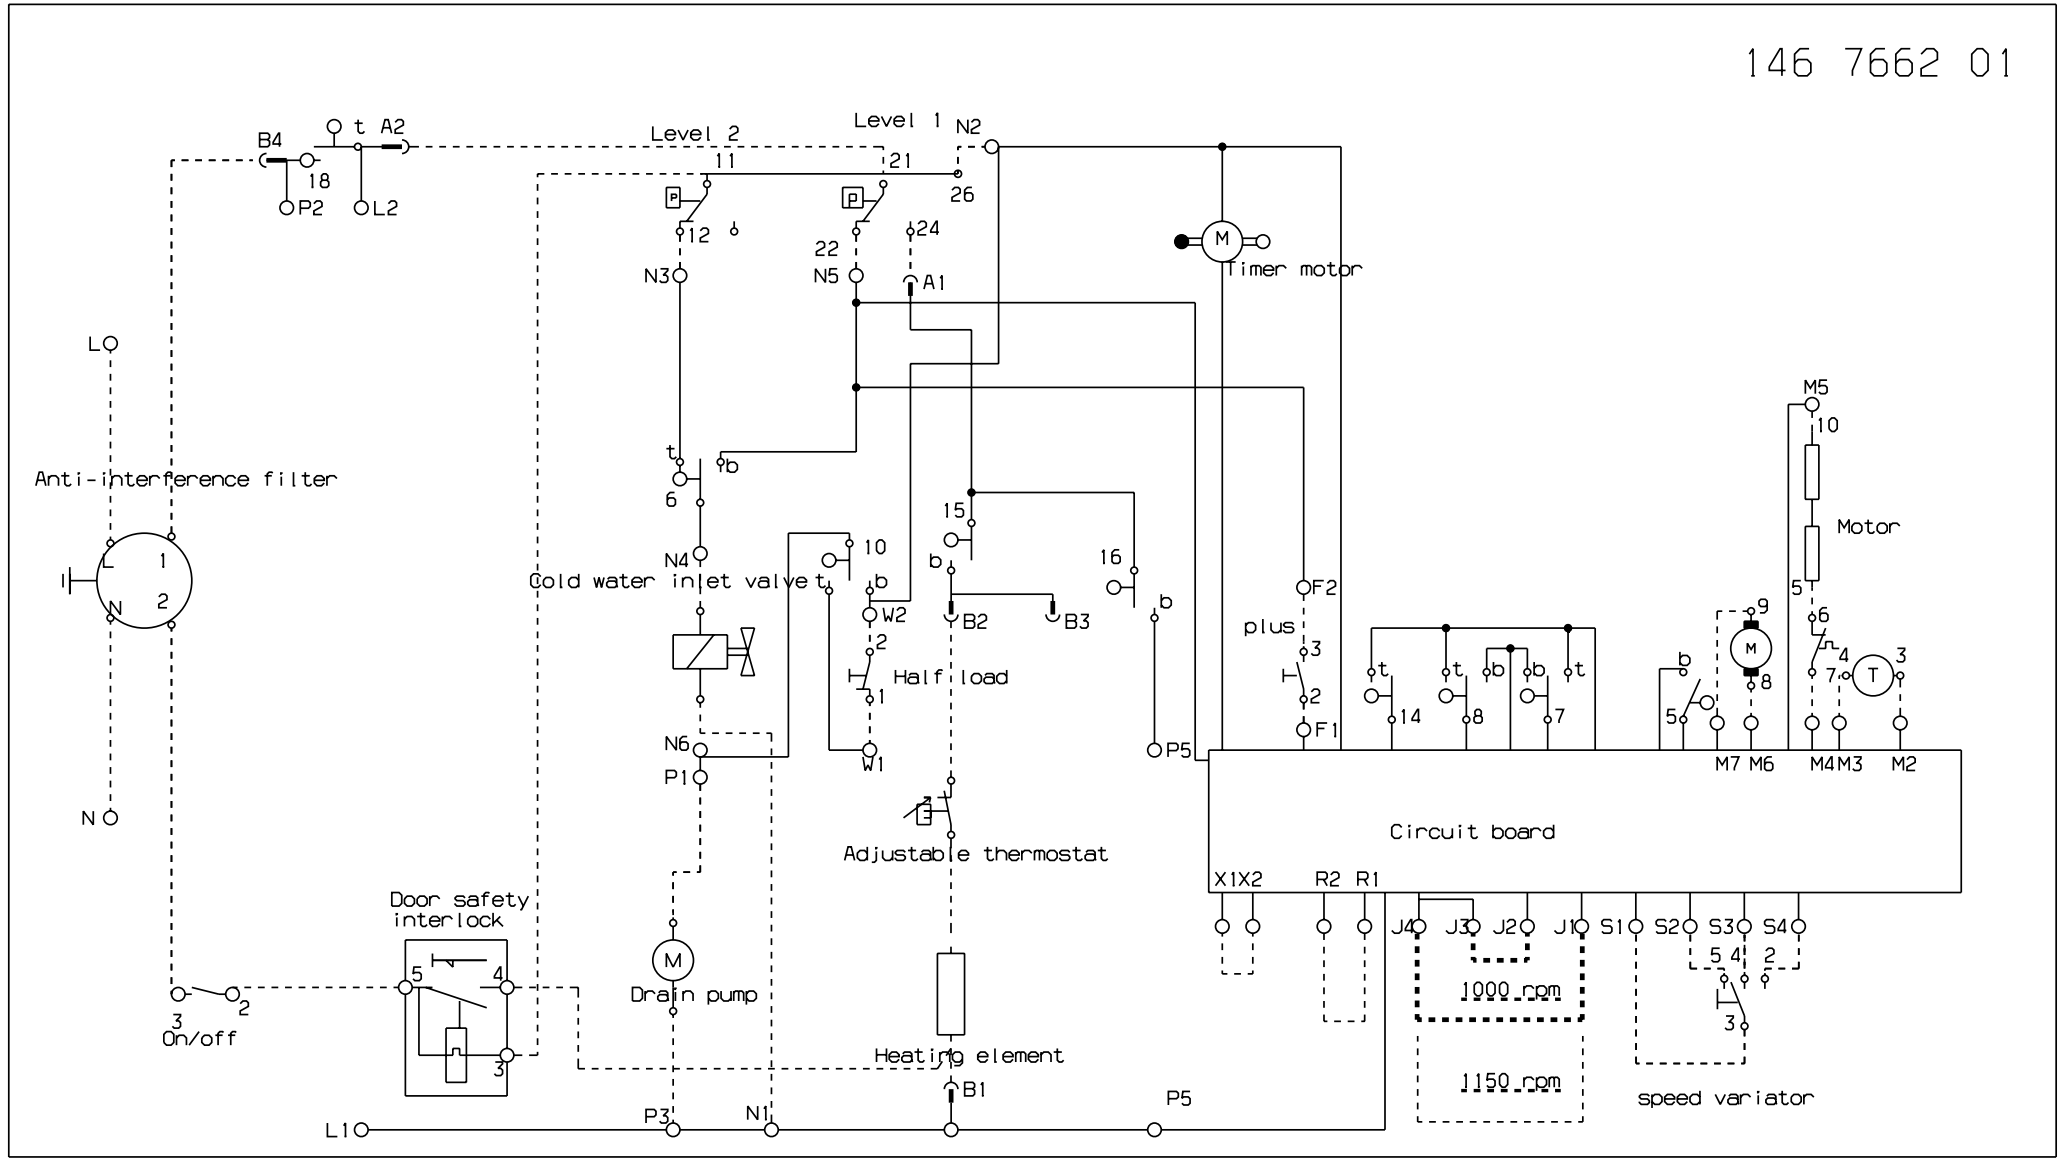 146 7662 01
Level 1 N2
B4 t A2 Level 2
11 21
18 26
P2 L2
12 24
22
N3 N5 A1
M
Timer motor
L
M5
10
t b
Anti-interference filter
6
15
Motor
L 1
N4 10 16
Cold water inlet valve t b b
5
F2
N 2
W2 B2 B3 b
9
6
plus
2 3
M
4 3
Half load
t t b b t
b
T
7
8
1 2
14 8 7
5
N6
F1
P1 W1 P5
M7 M6 M4 M3 M2
N
Circuit board
Adjustable thermostat
X1 X2 R2 R1
Door safety
interlock
J4 J3 J2 J1 S1 S2 S3 S4
5 4 2
M
5 4
Drain pump
1000 rpm
2
3
3
On/off
Heating element
3
B1
1150 rpm
speed variator
P5
P3 N1
L1
P
P